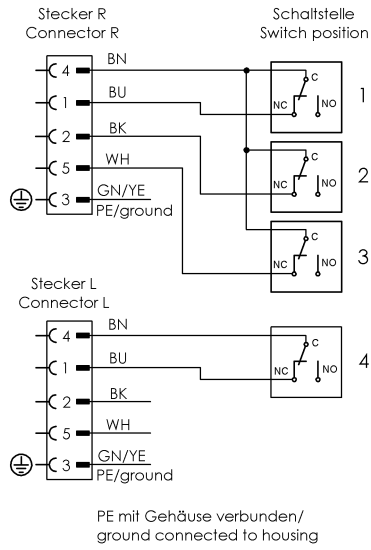 Stecker R
Connector R
Schaltstelle
Switch position
4 BN
1 BU
2 BK
5 WH
3 GN/YE
PE/ground
C
NC NO
1
C
NC NO
2
C
NC NO
3
Stecker L
Connector L
4 BN
1 BU
2 BK
5 WH
3 GN/YE
PE/ground
C
NC NO
4
PE mit Gehäuse verbunden/
ground connected to housing